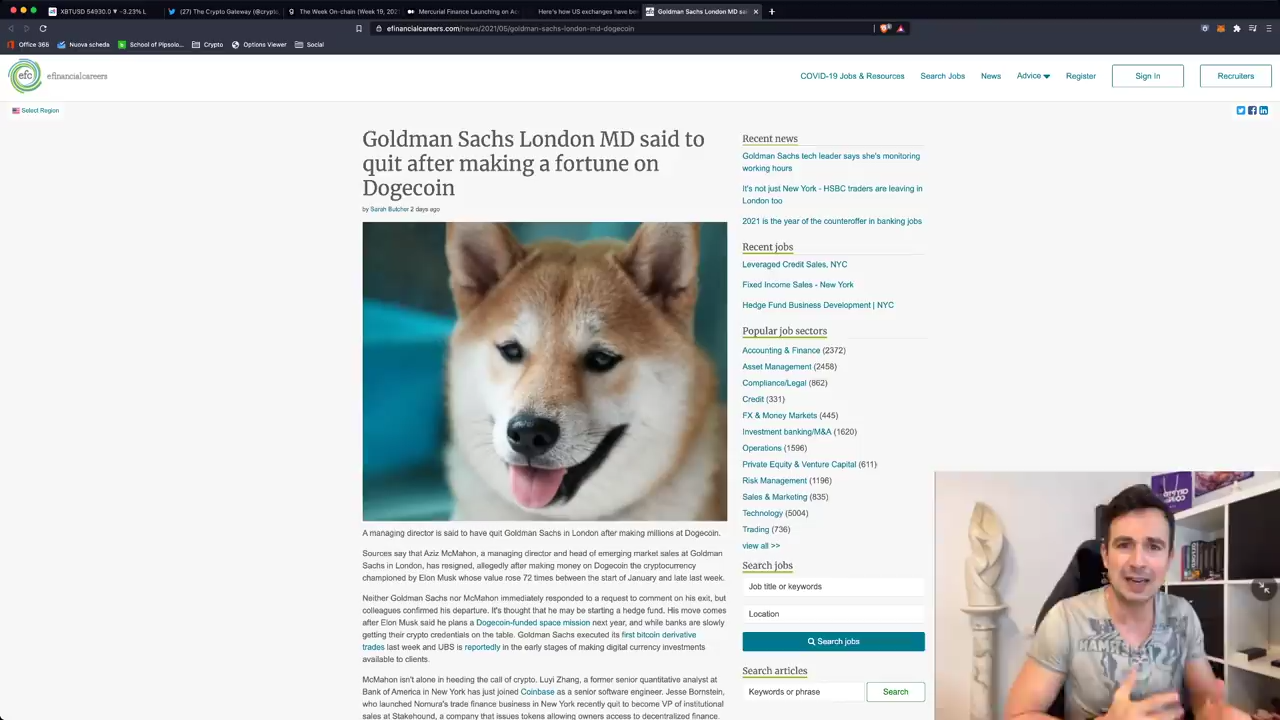 XBTUSD 54930.0 ▼ −3.23% L
(27) The Crypto Gateway (@crypto
The Week On-chain (Week 19, 202
Mercurial Finance Launching on Ac
Here's how US exchanges have be
Goldman Sachs London MD sai
efinancialcareers.com/news/2021/05/goldman-sachs-london-md-dogecoin
Office 365
Nuova scheda
School of Pipsolo...
Crypto
Options Viewer
Social
efc efinancialcareers
COVID-19 Jobs & Resources
Search Jobs
News
Advice
Register
Sign In
Recruiters
Select Region
Goldman Sachs London MD said to
quit after making a fortune on
Dogecoin
by Sarah Butcher 2 days ago
A managing director is said to have quit Goldman Sachs in London after making millions at Dogecoin.
Sources say that Aziz McMahon, a managing director and head of emerging market sales at Goldman
Sachs in London, has resigned, allegedly after making money on Dogecoin the cryptocurrency
championed by Elon Musk whose value rose 72 times between the start of January and late last week.
Neither Goldman Sachs nor McMahon immediately responded to a request to comment on his exit, but
colleagues confirmed his departure. It's thought that he may be starting a hedge fund. His move comes
after Elon Musk said he plans a Dogecoin-funded space mission next year, and while banks are slowly
getting their crypto credentials on the table. Goldman Sachs executed its first bitcoin derivative
trades last week and UBS is reportedly in the early stages of making digital currency investments
available to clients.
McMahon isn't alone in heeding the call of crypto. Luyi Zhang, a former senior quantitative analyst at
Bank of America in New York has just joined Coinbase as a senior software engineer. Jesse Bornstein,
who launched Nomura's trade finance business in New York recently quit to become VP of institutional
sales at Stakehound, a company that issues tokens allowing owners access to decentralized finance.
Recent news
Goldman Sachs tech leader says she's monitoring
working hours
It's not just New York - HSBC traders are leaving in
London too
2021 is the year of the counteroffer in banking jobs
Recent jobs
Leveraged Credit Sales, NYC
Fixed Income Sales - New York
Hedge Fund Business Development | NYC
Popular job sectors
Accounting & Finance (2372)
Asset Management (2458)
Compliance/Legal (862)
Credit (331)
FX & Money Markets (445)
Investment banking/M&A (1620)
Operations (1596)
Private Equity & Venture Capital (611)
Risk Management (1196)
Sales & Marketing (835)
Technology (5004)
Trading (736)
view all >>
Search jobs
Job title or keywords
Location
Search jobs
Search articles
Keywords or phrase
Search